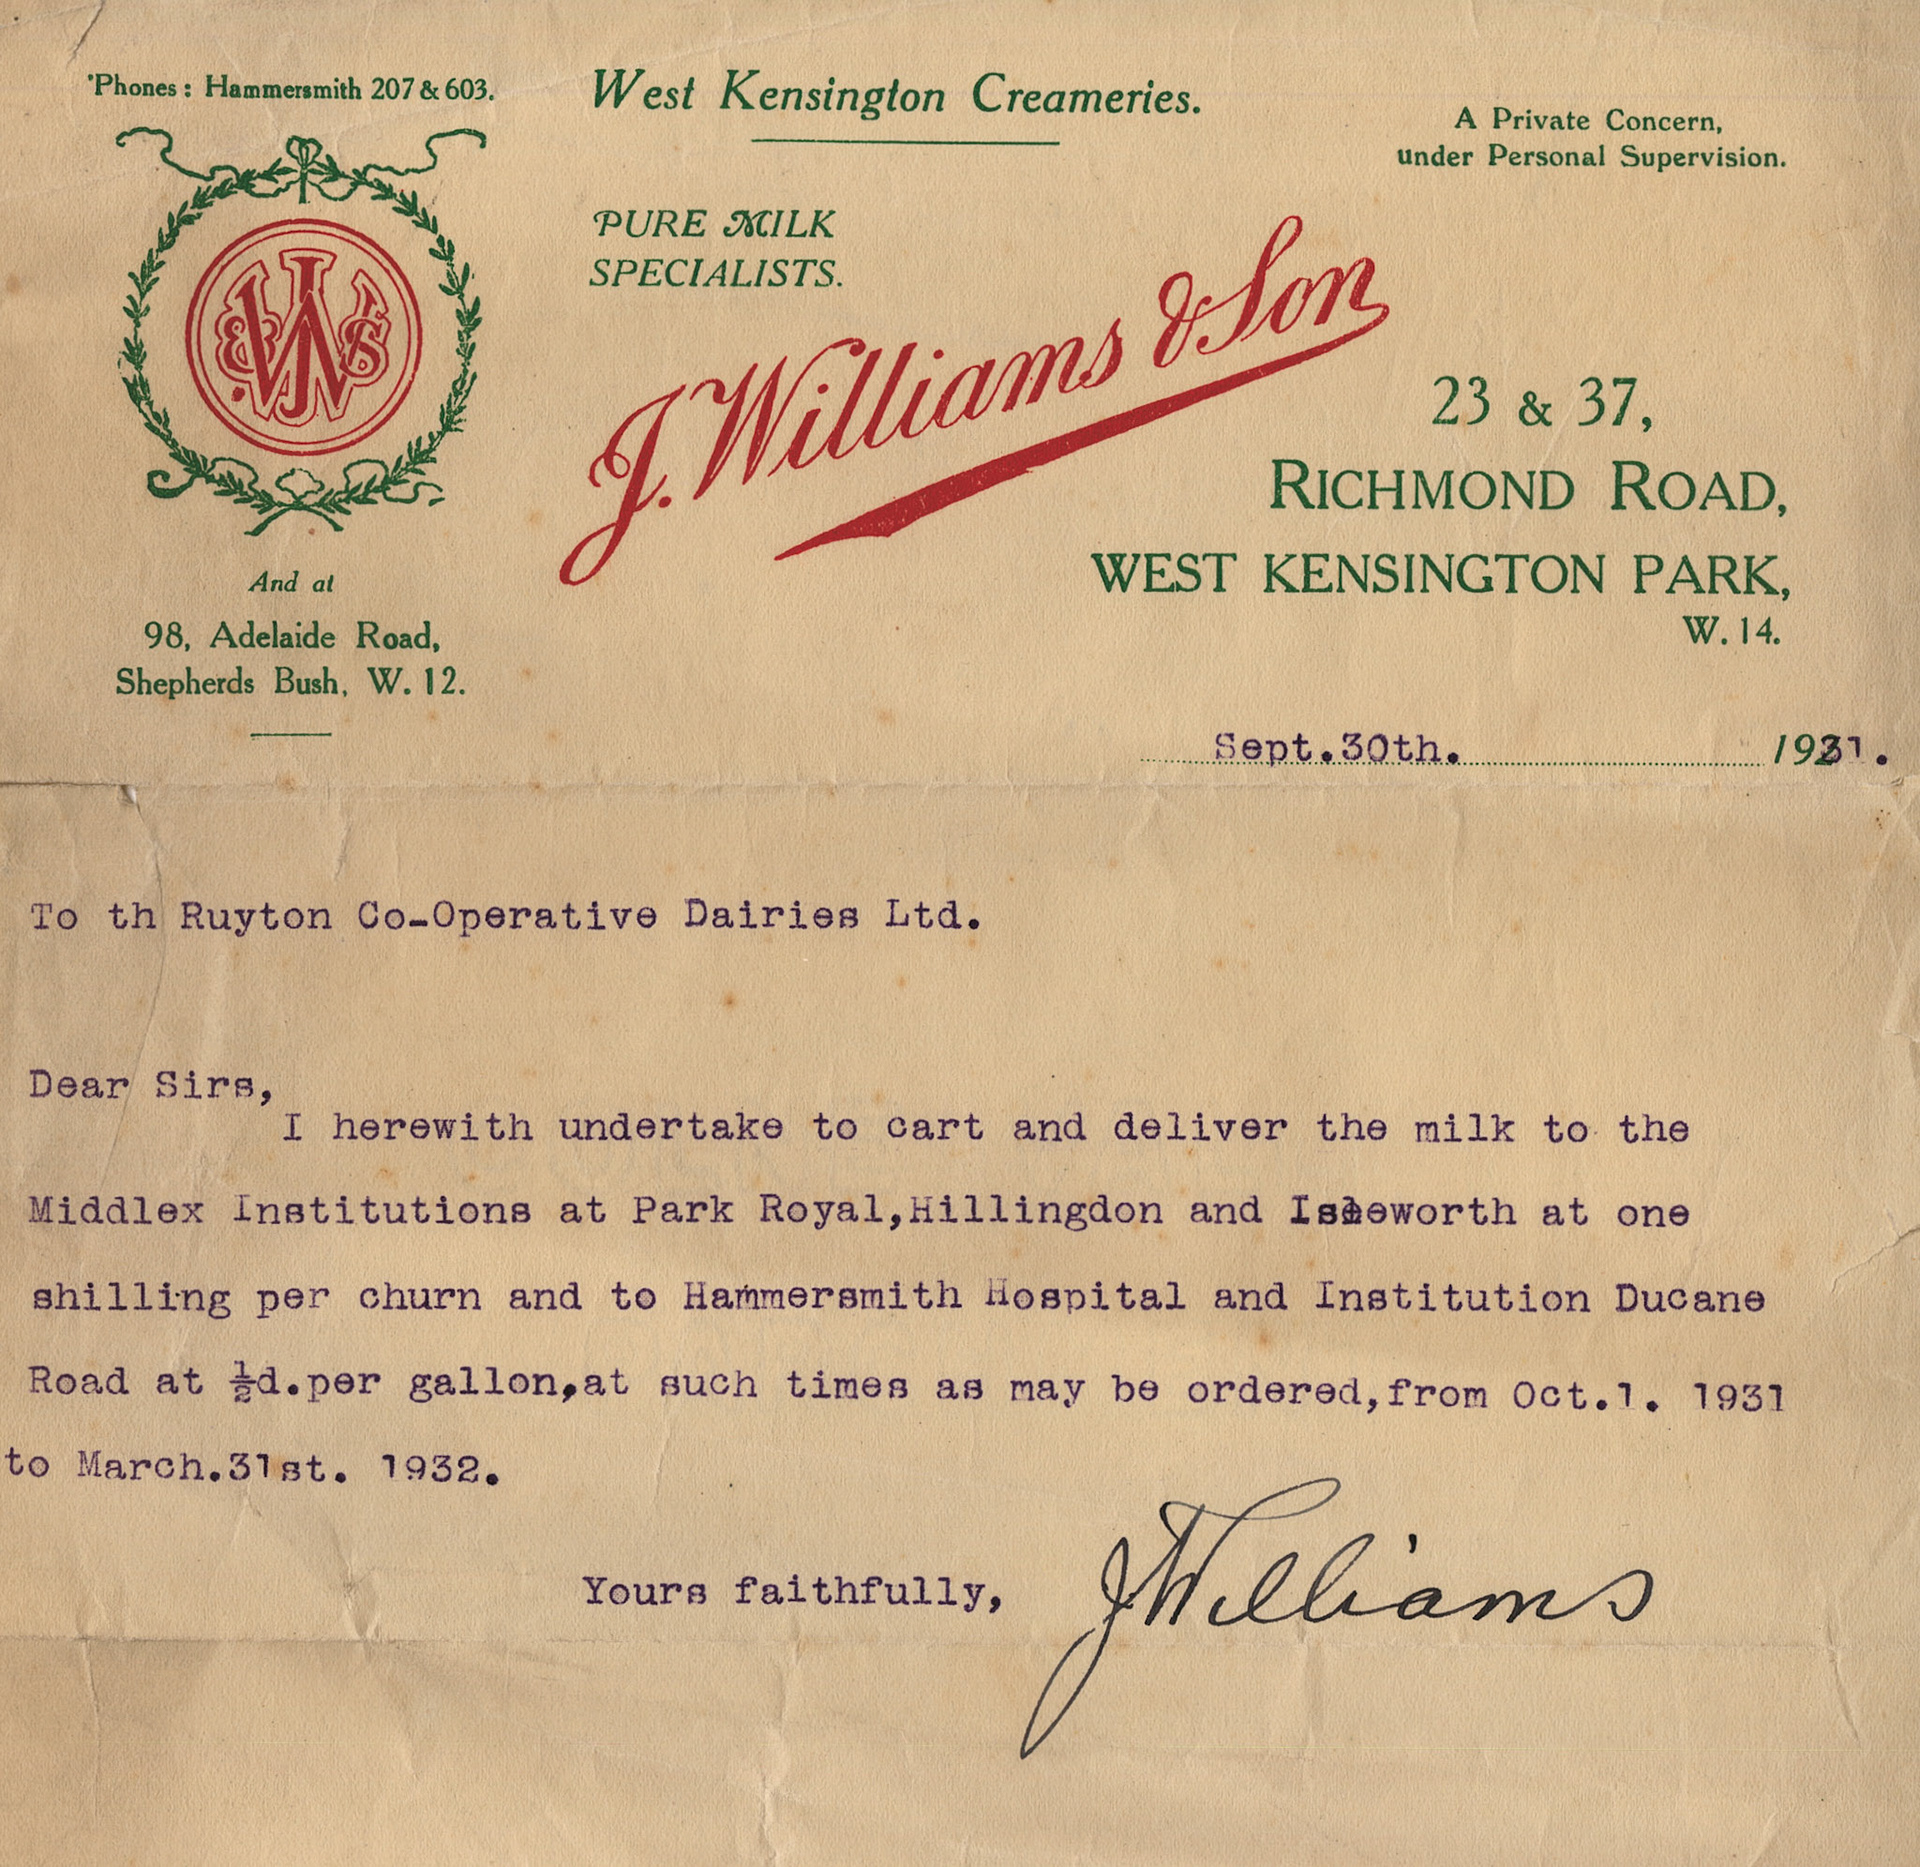 'Phones: Hammersmith 207 & 603.
West Kensington Creameries.
A Private Concern,
under Personal Supervision.
PURE MILK
SPECIALISTS.
J. Williams & Son
J W & S
23 & 37,
RICHMOND ROAD,
WEST KENSINGTON PARK,
W. 14.
And at
98, Adelaide Road,
Shepherds Bush, W. 12.
Sept.30th. 1931.
To th Ruyton Co-Operative Dairies Ltd.
Dear Sirs,
I herewith undertake to cart and deliver the milk to the
Middlex Institutions at Park Royal,Hillingdon and Isleworth at one
shilling per churn and to Hammersmith Hospital and Institution Ducane
Road at ½d.per gallon,at such times as may be ordered,from Oct.1. 1931
to March.31st. 1932.
Yours faithfully,
JWilliams